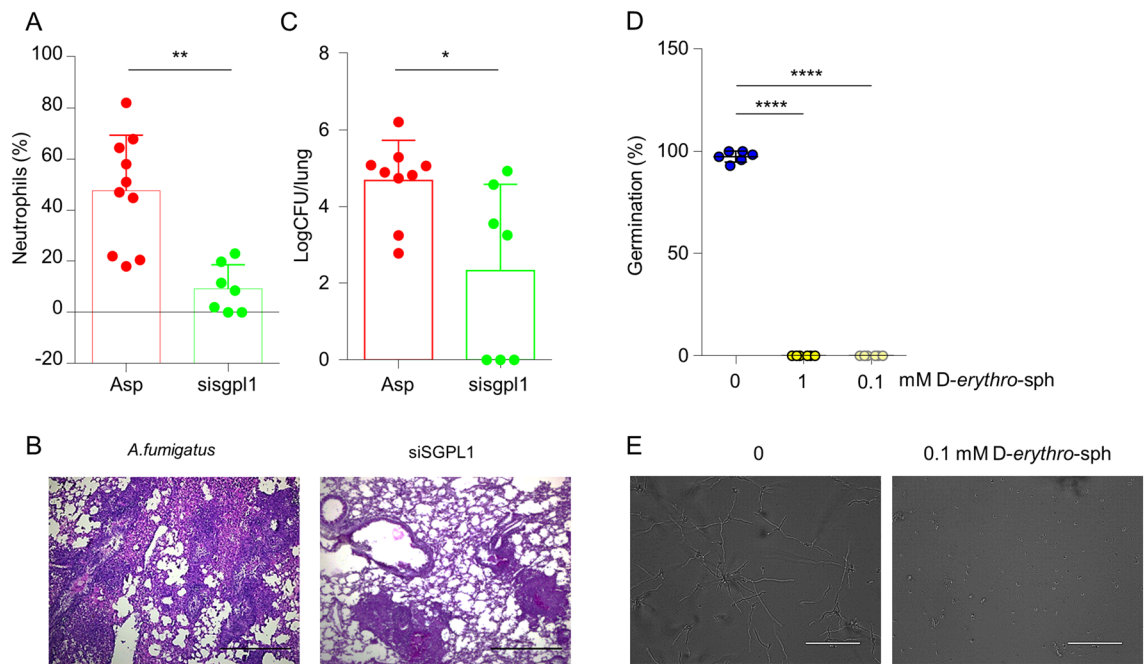 A
Neutrophils (%)
100
80
60
40
20
0
-20
**
Asp
sisgpl1
C
LogCFU/lung
8
6
4
2
0
*
Asp
sisgpl1
D
Germination (%)
150
100
50
0
****
****
0
1
0.1
mM D-erythro-sph
B
A.fumigatus
siSGPL1
E
0
0.1 mM D-erythro-sph